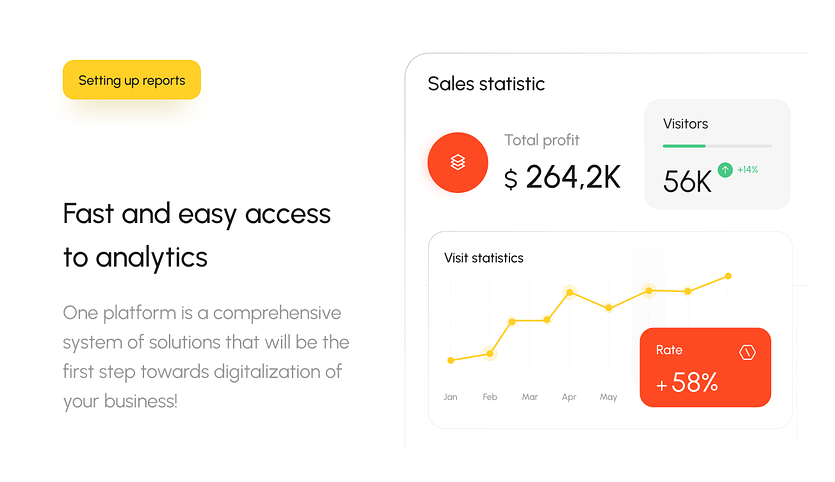 Setting up reports
Fast and easy access
to analytics
One platform is a comprehensive
system of solutions that will be the
first step towards digitalization of
your business!
Sales statistic
Total profit
$ 264,2K
Visitors
56K +14%
Visit statistics
Jan Feb Mar Apr May
Rate
+ 58%